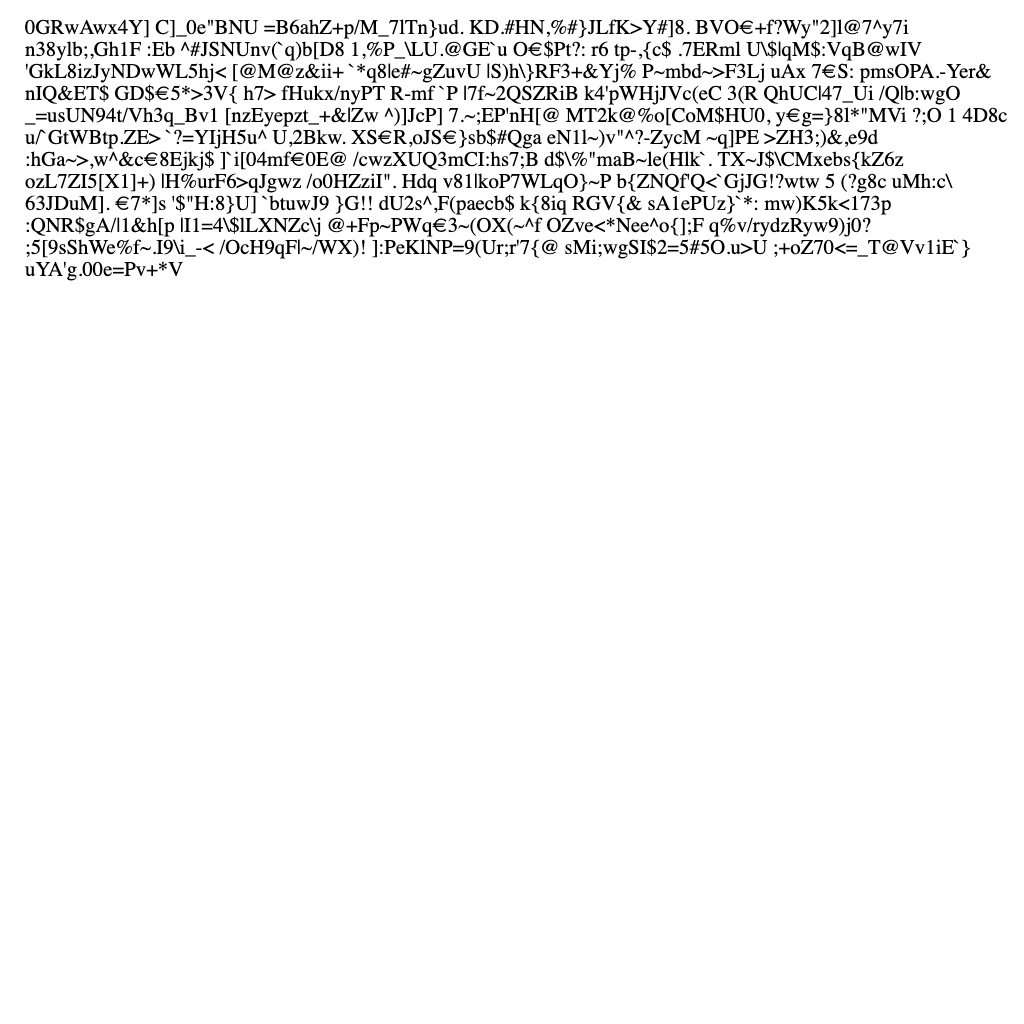 0GRwAwx4Y] C]_0e"BNU =B6ahZ+p/M_7lTn}ud. KD.#HN,%#}JLfK>Y#]8. BVO€+f?Wy"2]l@7^y7i
n38ylb;,Gh1F :Eb ^#JSNUnv(`q)b[D8 1,%P_\LU.@GE`u O€$Pt?: r6 tp-,{c$ .7ERml U\$|qM$:VqB@wIV
'GkL8izJyNDwWL5hj< [@M@z&ii+ `*q8|e#~gZuvU |S)h\}RF3+&Yj% P~mbd~>F3Lj uAx 7€S: pmsOPA.-Yer&
nIQ&ET$ GD$€5*>3V{ h7> fHukx/nyPT R-mf`P l7f~2QSZRiB k4'pWHjJVc(eC 3(R QhUC|47_Ui /Q|b:wgO
_=usUN94t/Vh3q_Bv1 [nzEyepzt_+&|Zw ^)]JcP] 7.~;EP'nH[@ MT2k@%o[CoM$HU0, y€g=}8l*"MVi ?;O 1 4D8c
u/`GtWBtp.ZE> `?=YIjH5u^ U,2Bkw. XS€R,oJS€}sb$#Qga eN1l~)v"^?-ZycM ~q]PE >ZH3;)&,e9d
:hGa~>,w^&c€8Ejkj$ ]`i[04mf€0E@ /cwzXUQ3mCI:hs7;B d$\%"maB~le(Hlk`. TX~J$\CMxebs{kZ6z
ozL7ZI5[X1]+) |H%urF6>qJgwz /o0HZziI". Hdq v81|koP7WLqO}~P b{ZNQf'Q<`GjJG!?wtw 5 (?g8c uMh:c\
63JDuM]. €7*]s '$"H:8}U] `btuwJ9 }G!! dU2s^,F(paecb$ k{8iq RGV{& sA1ePUz}`*: mw)K5k<173p
:QNR$gA/|1&h[p |I1=4\$lLXNZc\j @+Fp~PWq€3~(OX(~^f OZve<*Nee^o{];F q%v/rydzRyw9)j0?
;5[9sShWe%f~.I9\i_-< /OcH9qF|~/WX)! ]:PeKlNP=9(Ur;r'7{@ sMi;wgSI$2=5#5O.u>U ;+oZ70<=_T@Vv1iE`}
uYA'g.00e=Pv+*V